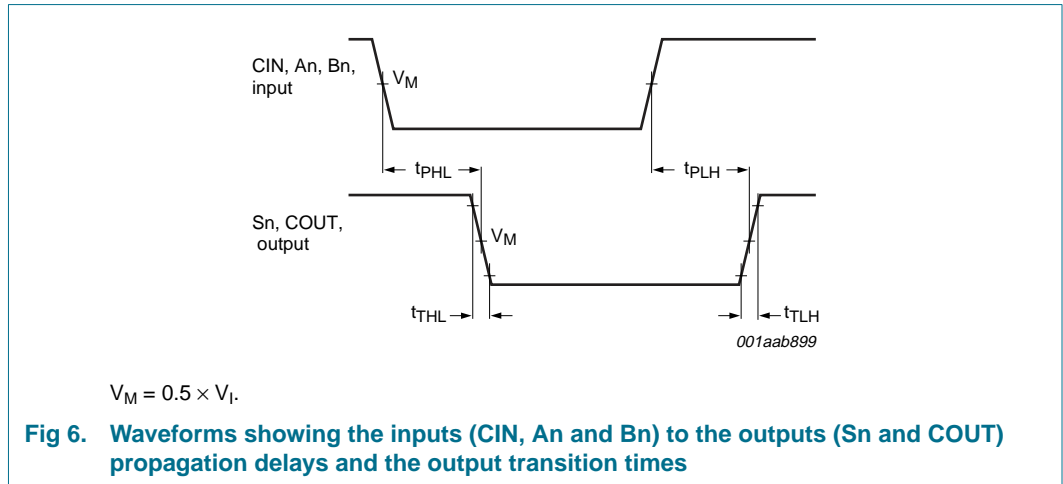 CIN, An, Bn,
input
VM
tPHL
tPLH
Sn, COUT,
output
VM
tTHL
tTLH
001aab899
VM = 0.5 × VI.
Fig 6. Waveforms showing the inputs (CIN, An and Bn) to the outputs (Sn and COUT)
propagation delays and the output transition times